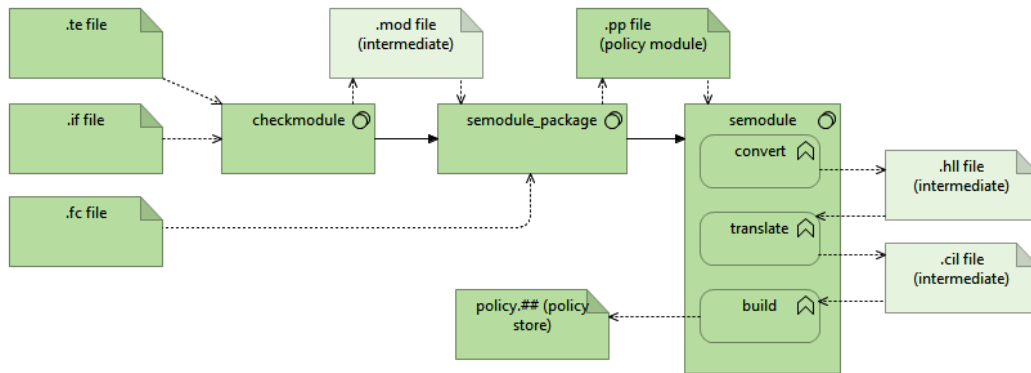 .te file
.mod file
(intermediate)
.pp file
(policy module)
.if file
checkmodule
semodule_package
semodule
convert
.hll file
(intermediate)
.fc file
translate
.cil file
(intermediate)
policy.## (policy
store)
build